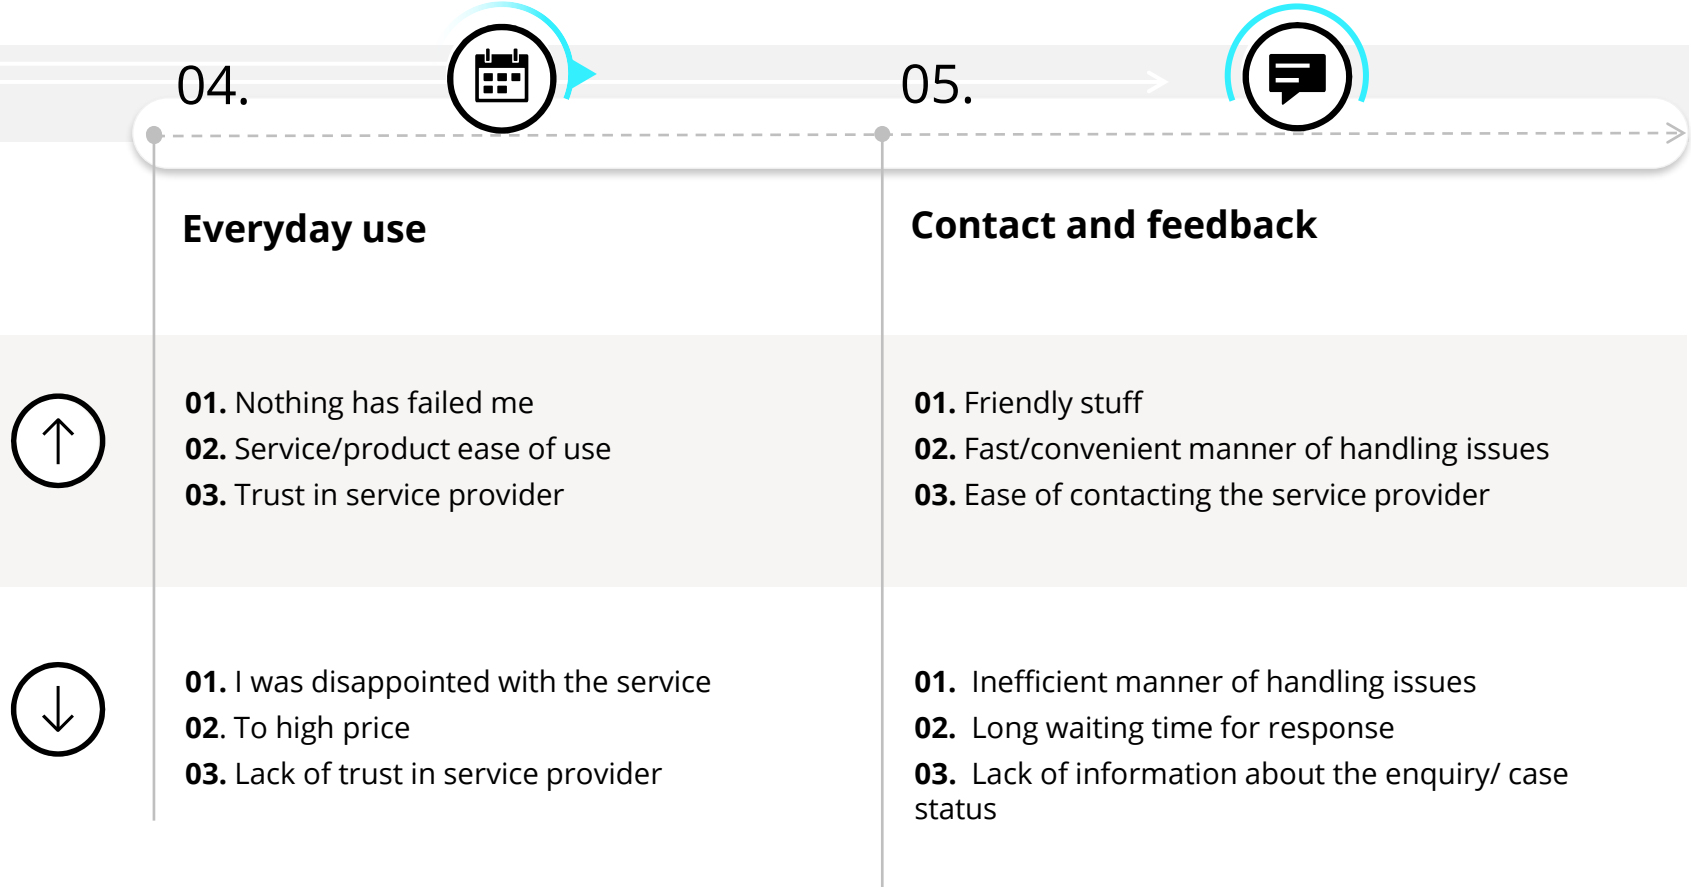 04.
05.
Everyday use
Contact and feedback
01. Nothing has failed me
02. Service/product ease of use
03. Trust in service provider
01. Friendly stuff
02. Fast/convenient manner of handling issues
03. Ease of contacting the service provider
01. I was disappointed with the service
02. To high price
03. Lack of trust in service provider
01. Inefficient manner of handling issues
02. Long waiting time for response
03. Lack of information about the enquiry/ case
status